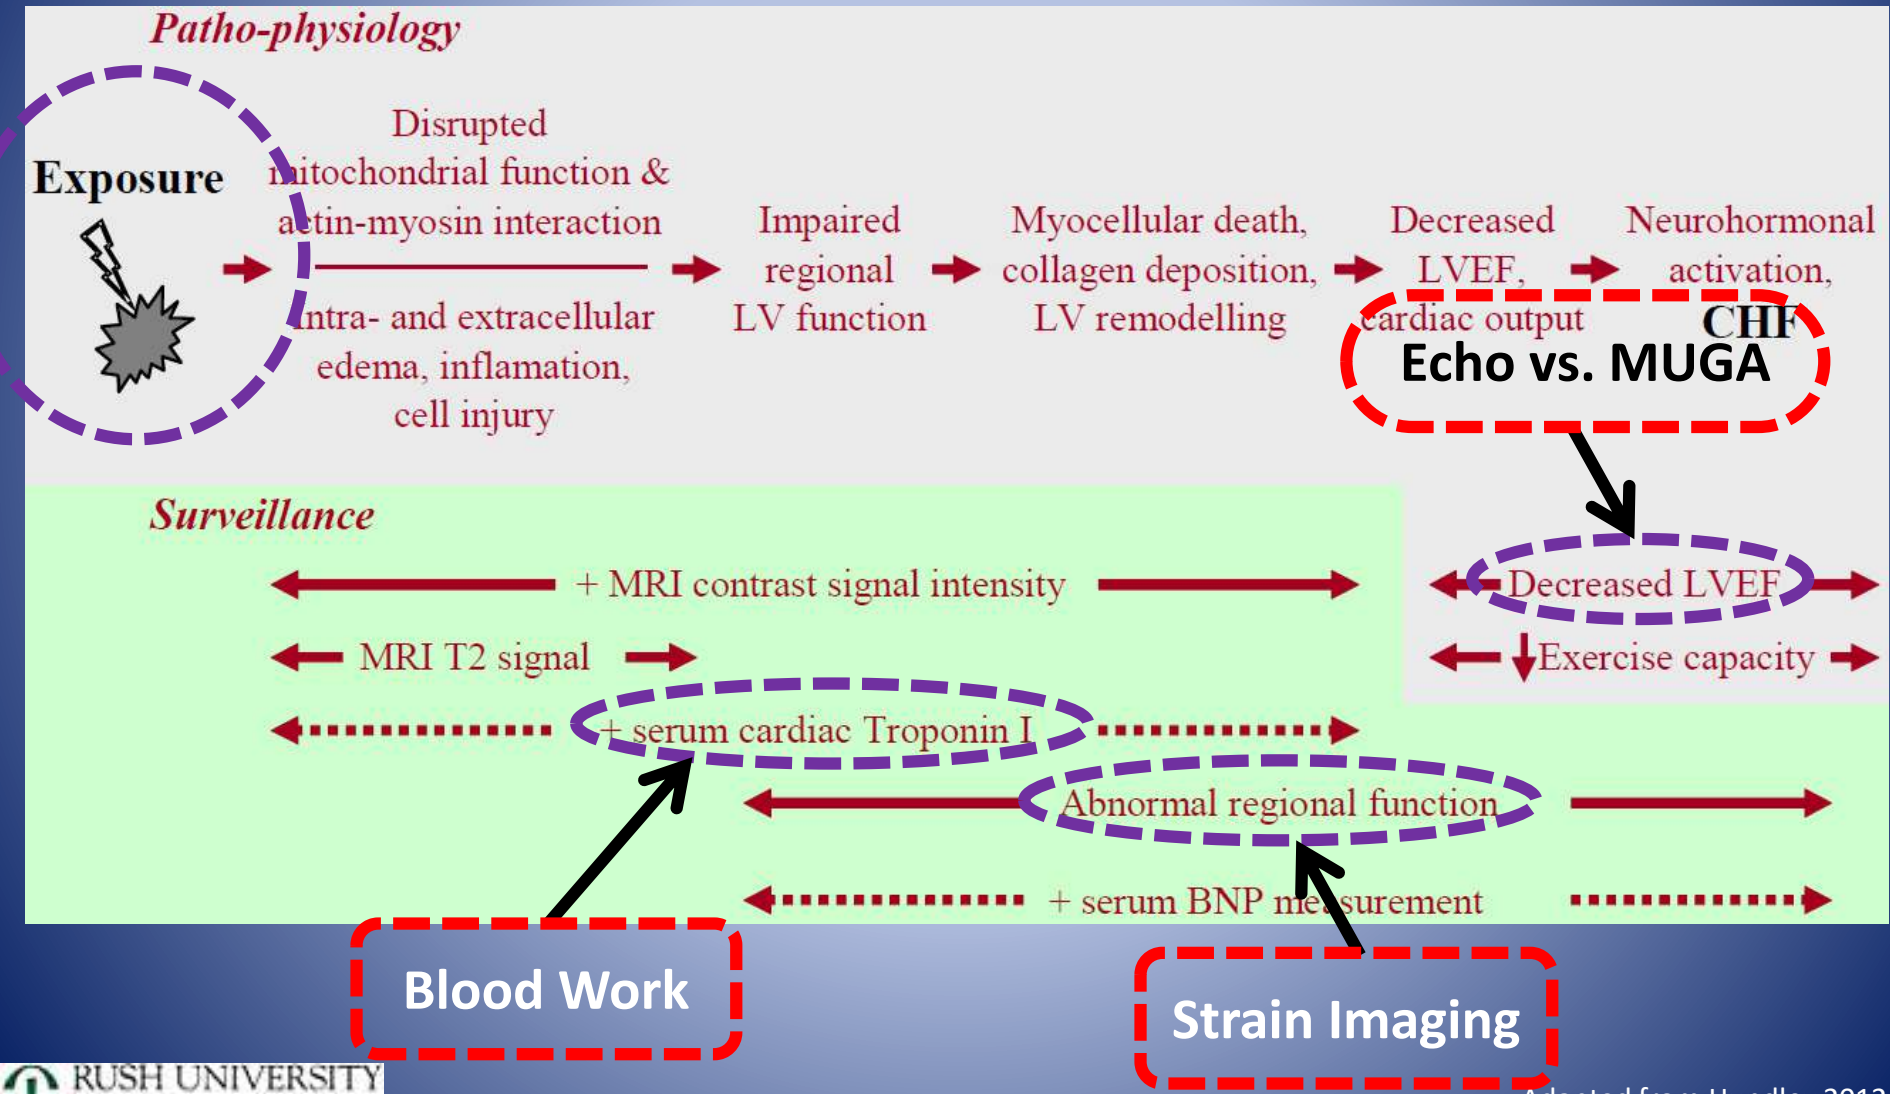 Patho-physiology
Exposure
Disrupted
mitochondrial function &
actin-myosin interaction
Intra- and extracellular
edema, inflamation,
cell injury
Impaired
regional
LV function
Myocellular death,
collagen deposition,
LV remodelling
Decreased
LVEF,
cardiac output
Neurohormonal
activation,
CHF
Echo vs. MUGA
Surveillance
+ MRI contrast signal intensity
Decreased LVEF
MRI T2 signal
Exercise capacity
+ serum cardiac Troponin I
Abnormal regional function
+ serum BNP measurement
Blood Work
Strain Imaging
RUSH UNIVERSITY
Adapted from 2012